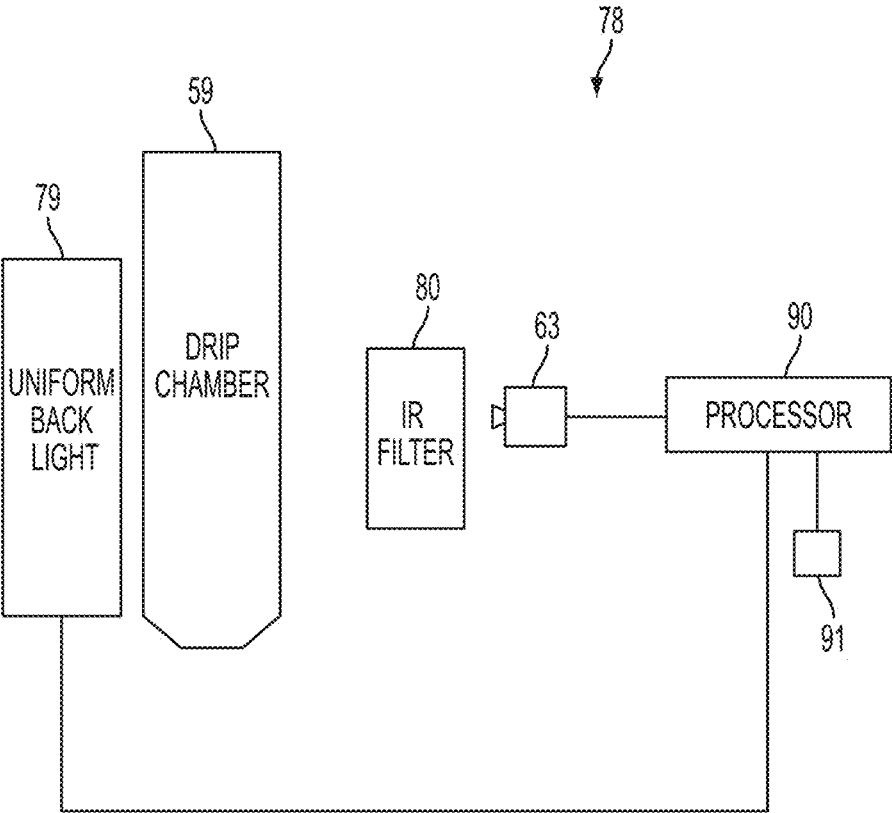 78
59
79
80
63
90
DRIP
CHAMBER
UNIFORM
BACK
LIGHT
IR
FILTER
PROCESSOR
91